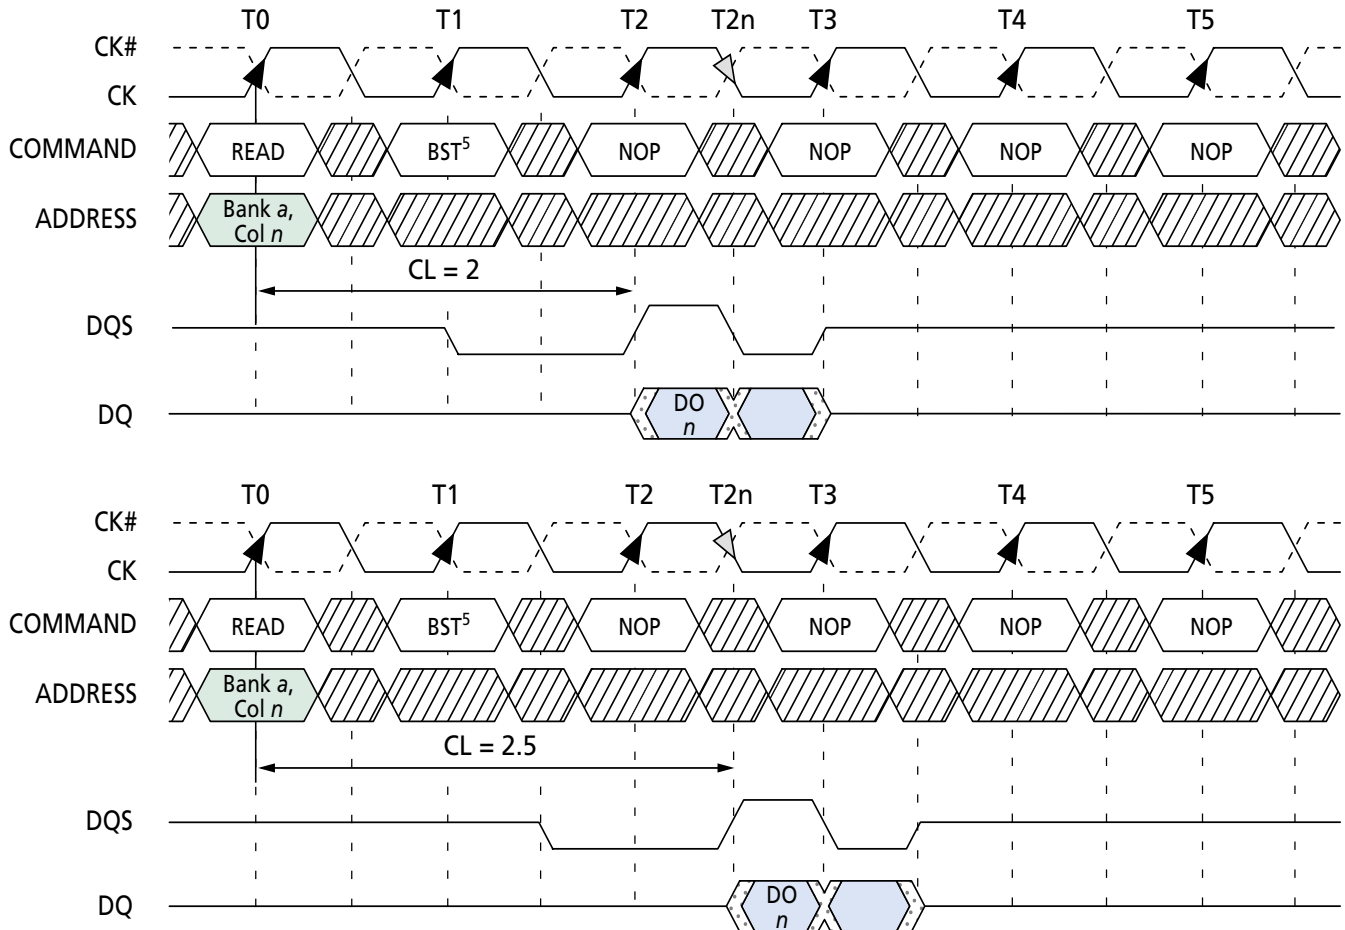 T0 T1 T2 T2n T3 T4 T5
CK#
CK
COMMAND READ BST5 NOP NOP NOP NOP
ADDRESS Bank a,
Col n
CL = 2
DQS
DQ DO
n
T0 T1 T2 T2n T3 T4 T5
CK#
CK
COMMAND READ BST5 NOP NOP NOP NOP
ADDRESS Bank a,
Col n
CL = 2.5
DQS
DQ DO
n